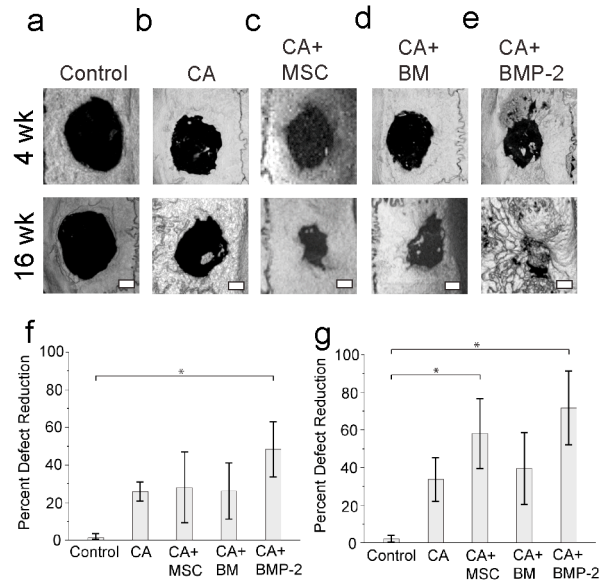 a
b
c
d
e
Control
CA
CA+
MSC
CA+
BM
CA+
BMP-2
4 wk
16 wk
f
Percent Defect Reduction
100
80
60
40
20
0
*
Control
CA
CA+
MSC
CA+
BM
CA+
BMP-2
g
Percent Defect Reduction
100
80
60
40
20
0
*
*
Control
CA
CA+
MSC
CA+
BM
CA+
BMP-2